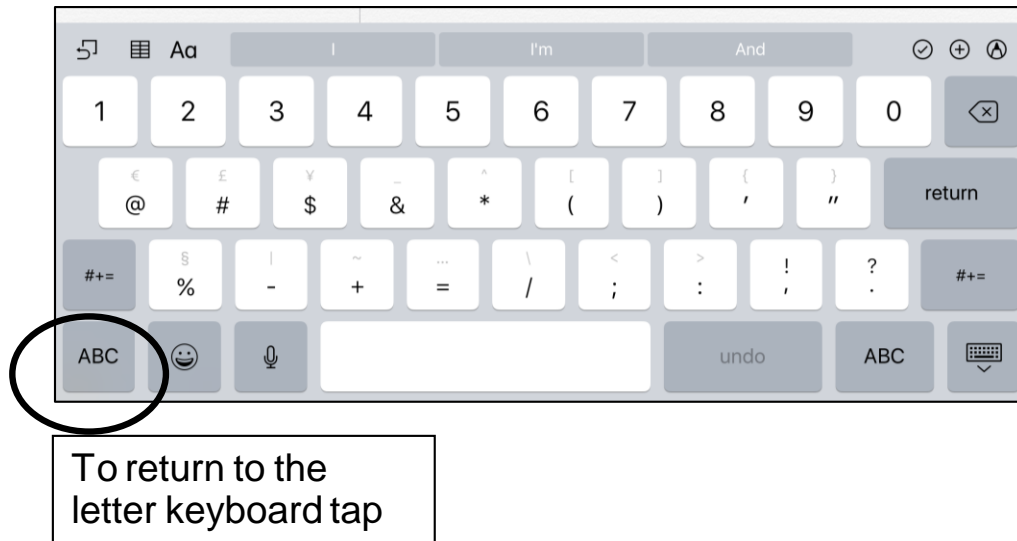 Aa I I'm And
1 2 3 4 5 6 7 8 9 0
€ £ ¥ _ ^ [ ] { }
@ # $ & * ( ) ' " return
§ | ~ ... \ < > ! ?
#+= % - + = / ; : , . #+=
ABC undo ABC
To return to the
letter keyboard tap